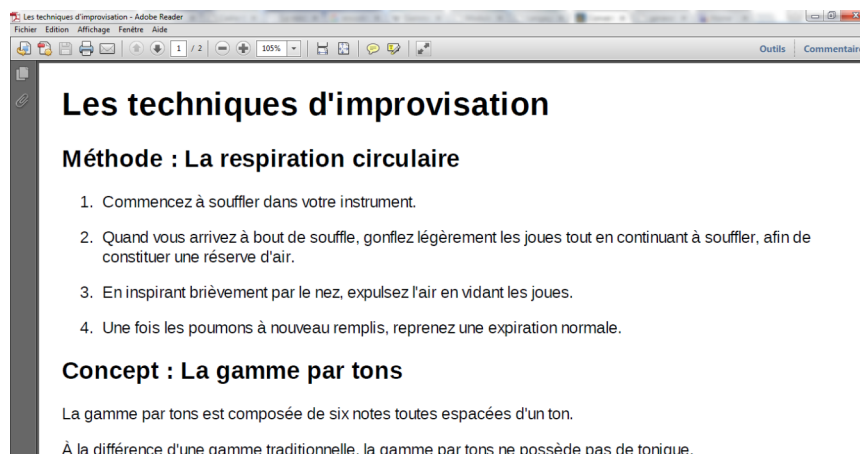 Les techniques d'improvisation - Adobe Reader
Fichier Edition Affichage Fenêtre Aide
1 / 2 105% Outils Commentaire
Les techniques d'improvisation
Méthode : La respiration circulaire
1. Commencez à souffler dans votre instrument.
2. Quand vous arrivez à bout de souffle, gonflez légèrement les joues tout en continuant à souffler, afin de
constituer une réserve d'air.
3. En inspirant brièvement par le nez, expulsez l'air en vidant les joues.
4. Une fois les poumons à nouveau remplis, reprenez une expiration normale.
Concept : La gamme par tons
La gamme par tons est composée de six notes toutes espacées d'un ton.
À la différence d'une gamme traditionnelle, la gamme par tons ne possède pas de tonique.